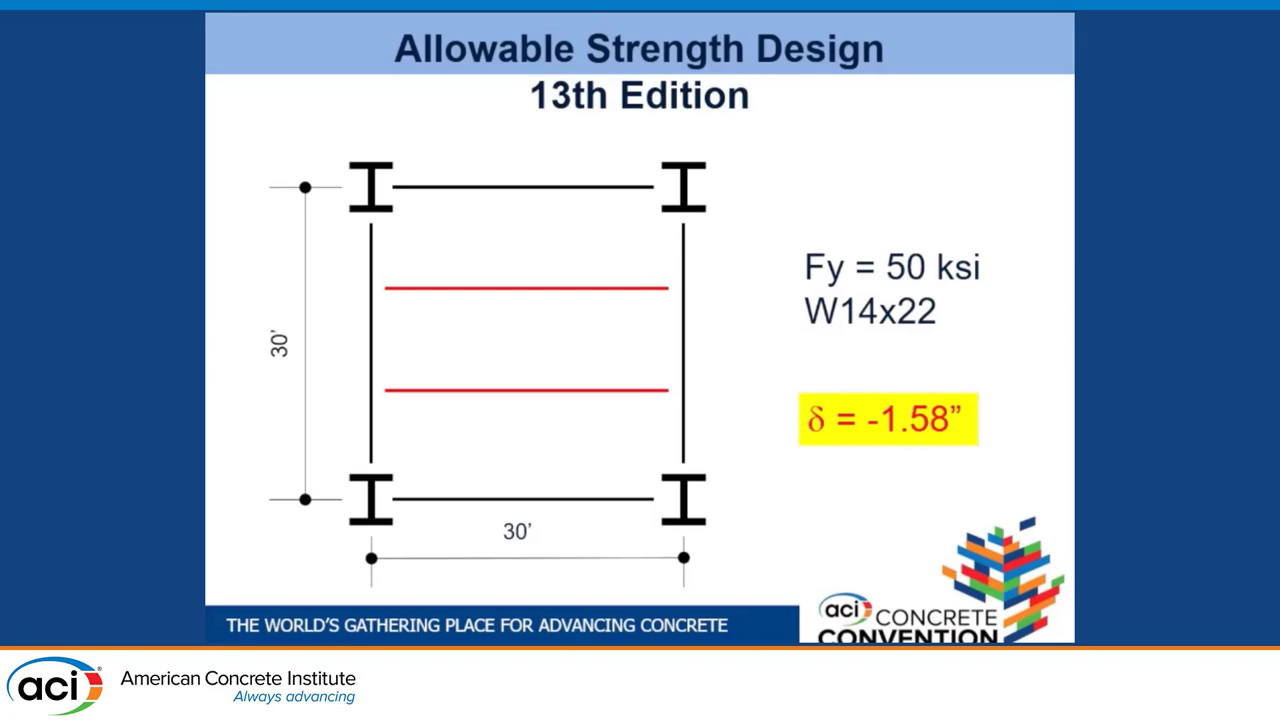 Allowable Strength Design
13th Edition
30’
Fy = 50 ksi
W14x22
δ = -1.58”
30’
THE WORLD’S GATHERING PLACE FOR ADVANCING CONCRETE
aci CONCRETE
CONVENTION
aci® American Concrete Institute
Always advancing